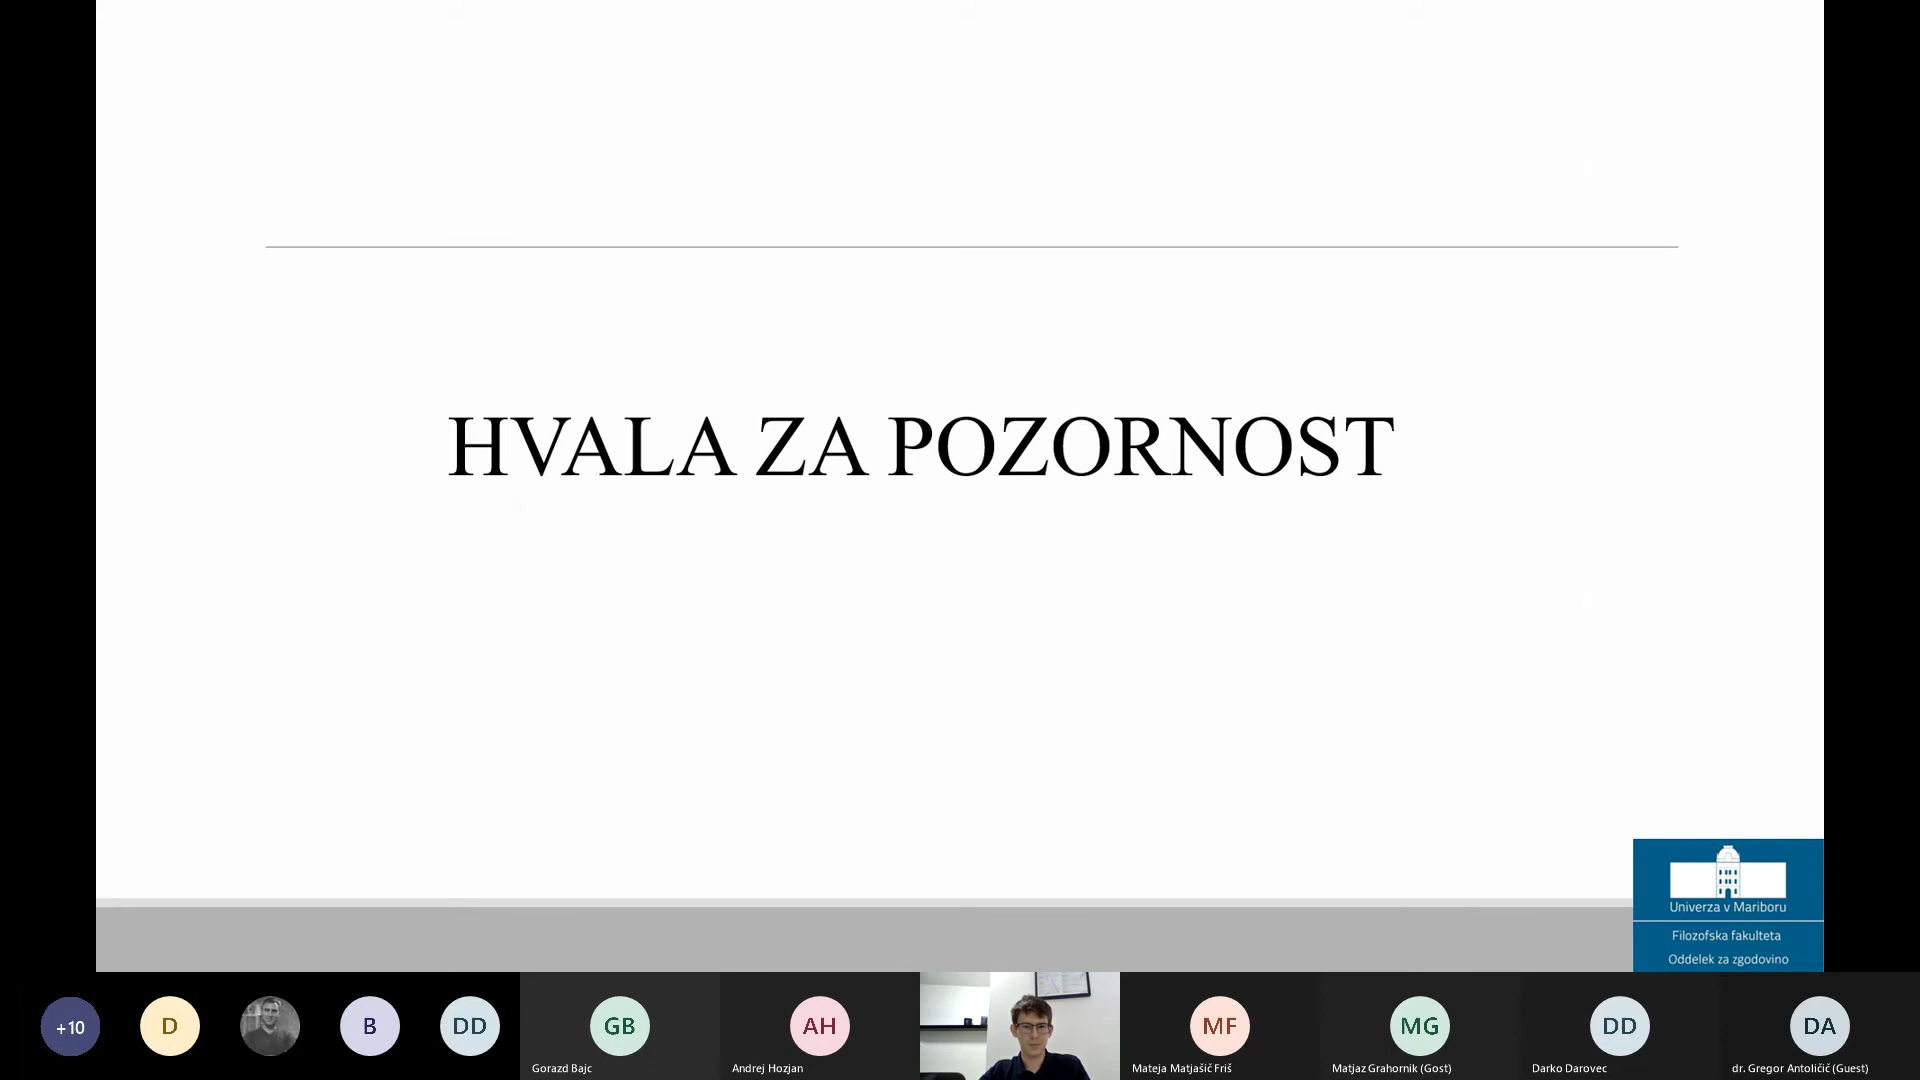 HVALA ZA POZORNOST
Univerza v Mariboru
Filozofska fakulteta
Oddelek za zgodovino
+10
D
B
DD
GB
AH
MF
MG
DD
DA
Gorazd Bajc
Andrej Hozjan
Mateja Matjašič Friš
Matjaz Grahornik (Gost)
Darko Darovec
dr. Gregor Antoličič (Guest)